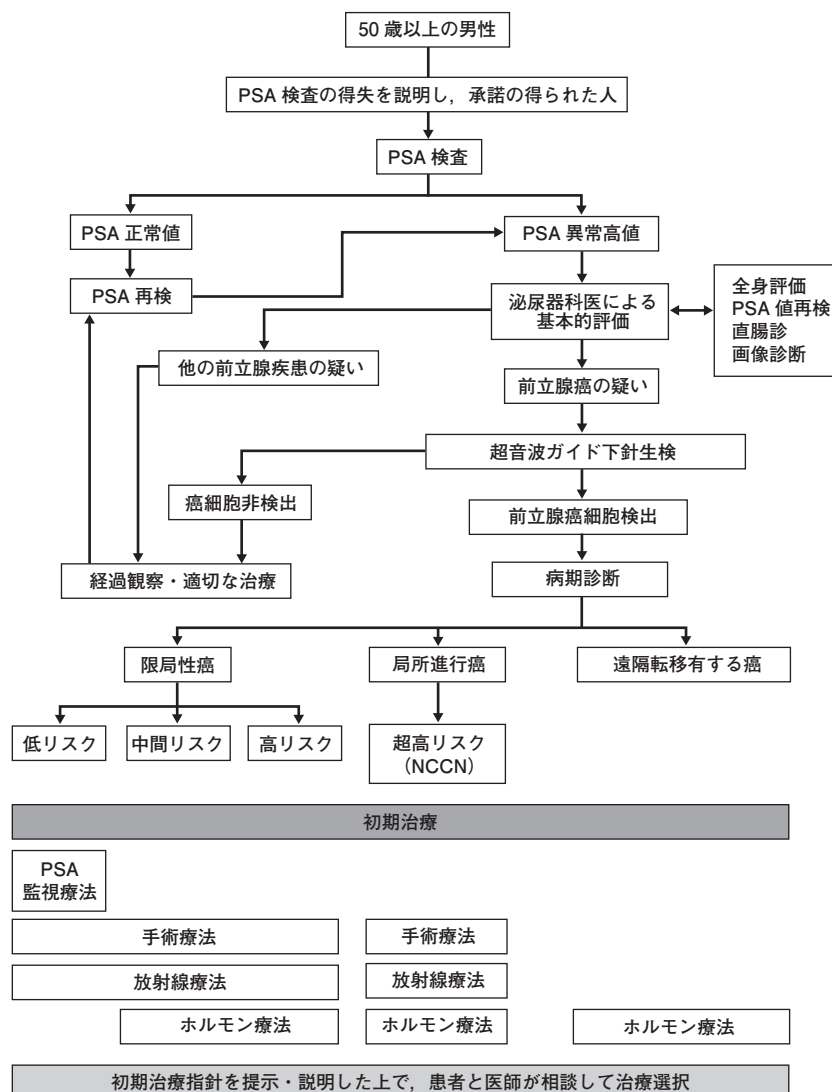 50 歳以上の男性
PSA 検査の得失を説明し，承諾の得られた人
PSA 検査
PSA 正常値
PSA 異常高値
PSA 再検
泌尿器科医による
基本的評価
全身評価
PSA 値再検
直腸診
画像診断
他の前立腺疾患の疑い
前立腺癌の疑い
超音波ガイド下針生検
癌細胞非検出
前立腺癌細胞検出
経過観察・適切な治療
病期診断
限局性癌
局所進行癌
遠隔転移有する癌
低リスク
中間リスク
高リスク
超高リスク
（NCCN）
初期治療
PSA
監視療法
手術療法
手術療法
放射線療法
放射線療法
ホルモン療法
ホルモン療法
ホルモン療法
初期治療指針を提示・説明した上で，患者と医師が相談して治療選択